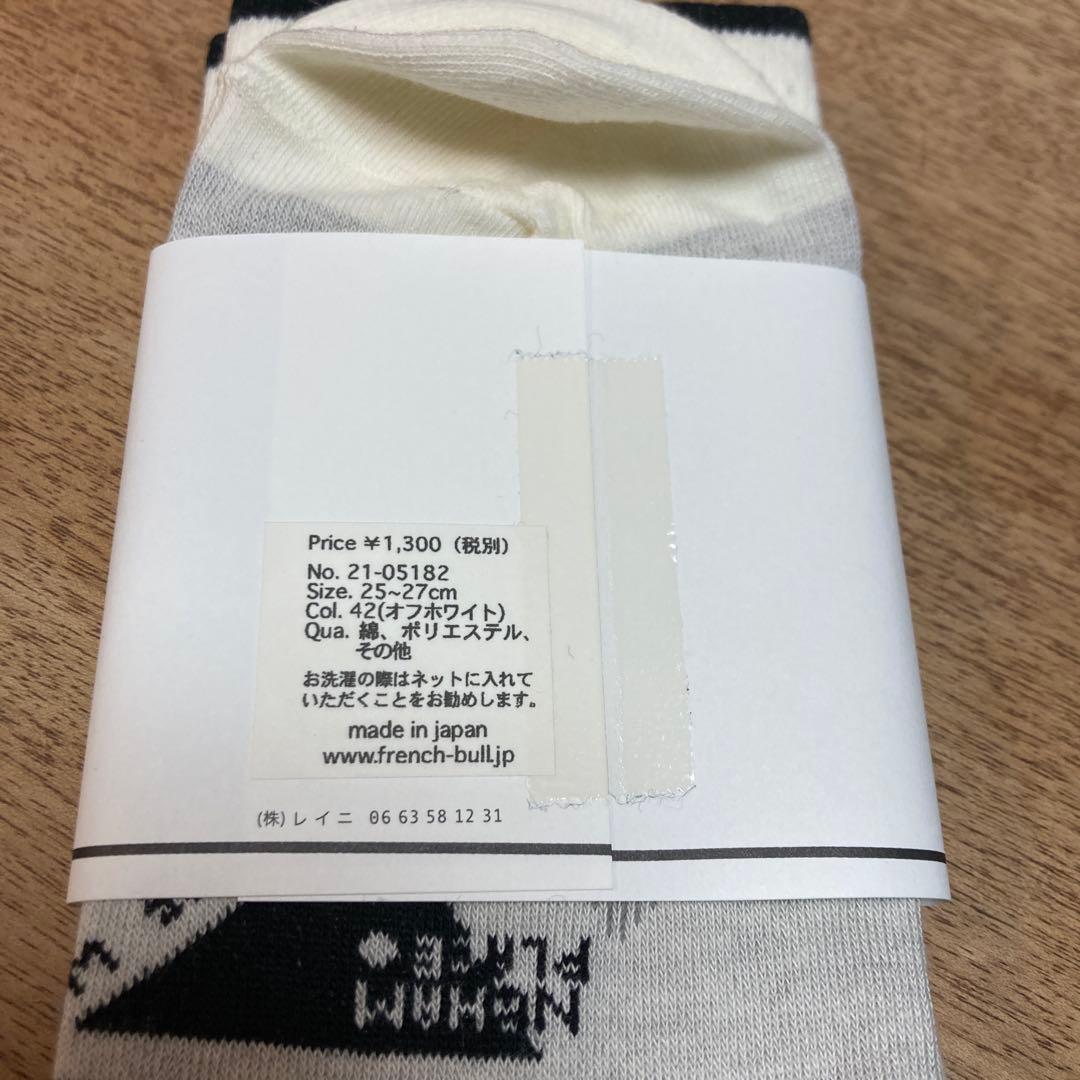 Price ¥1,300（税別）
No. 21-05182
Size. 25~27cm
Col. 42(オフホワイト)
Qua. 綿、ポリエステル、
その他
お洗濯の際はネットに入れて
いただくことをお勧めします。
made in japan
www.french-bull.jp
(株) レイニ 06 63 58 12 31